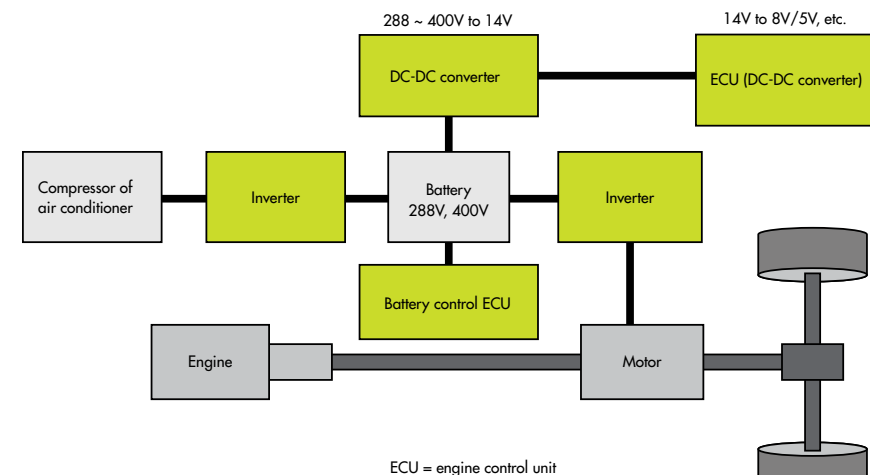 288 ~ 400V to 14V
14V to 8V/5V, etc.
DC-DC converter
ECU (DC-DC converter)
Compressor of
air conditioner
Inverter
Battery
288V, 400V
Inverter
Battery control ECU
Engine
Motor
ECU = engine control unit